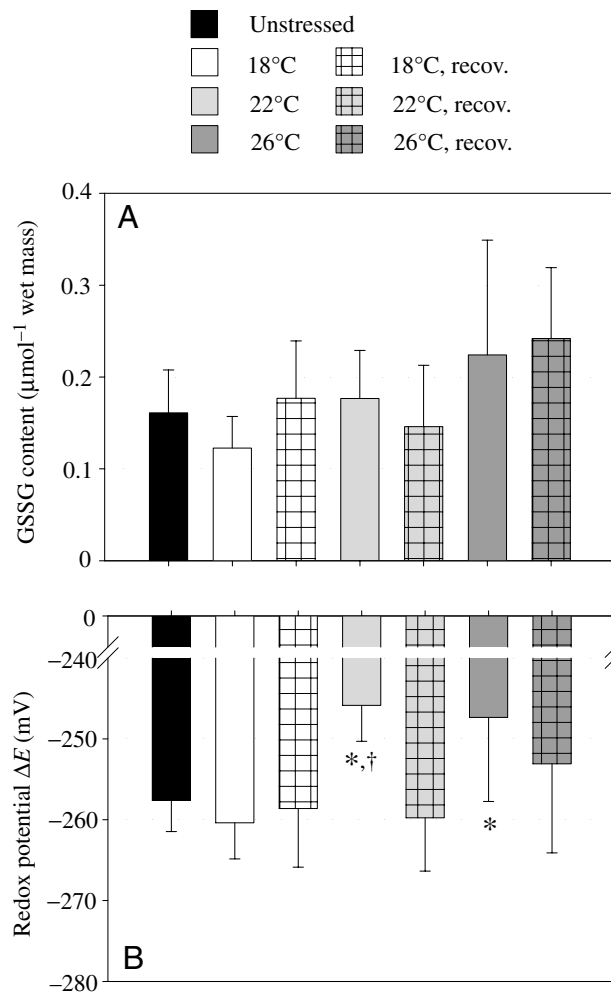 Unstressed
18°C
18°C, recov.
22°C
22°C, recov.
26°C
26°C, recov.
A
GSSG content (μmol⁻¹ wet mass)
0.4
0.3
0.2
0.1
0
B
Redox potential ΔE (mV)
0
−240
−250
−260
−270
−280
*,†
*